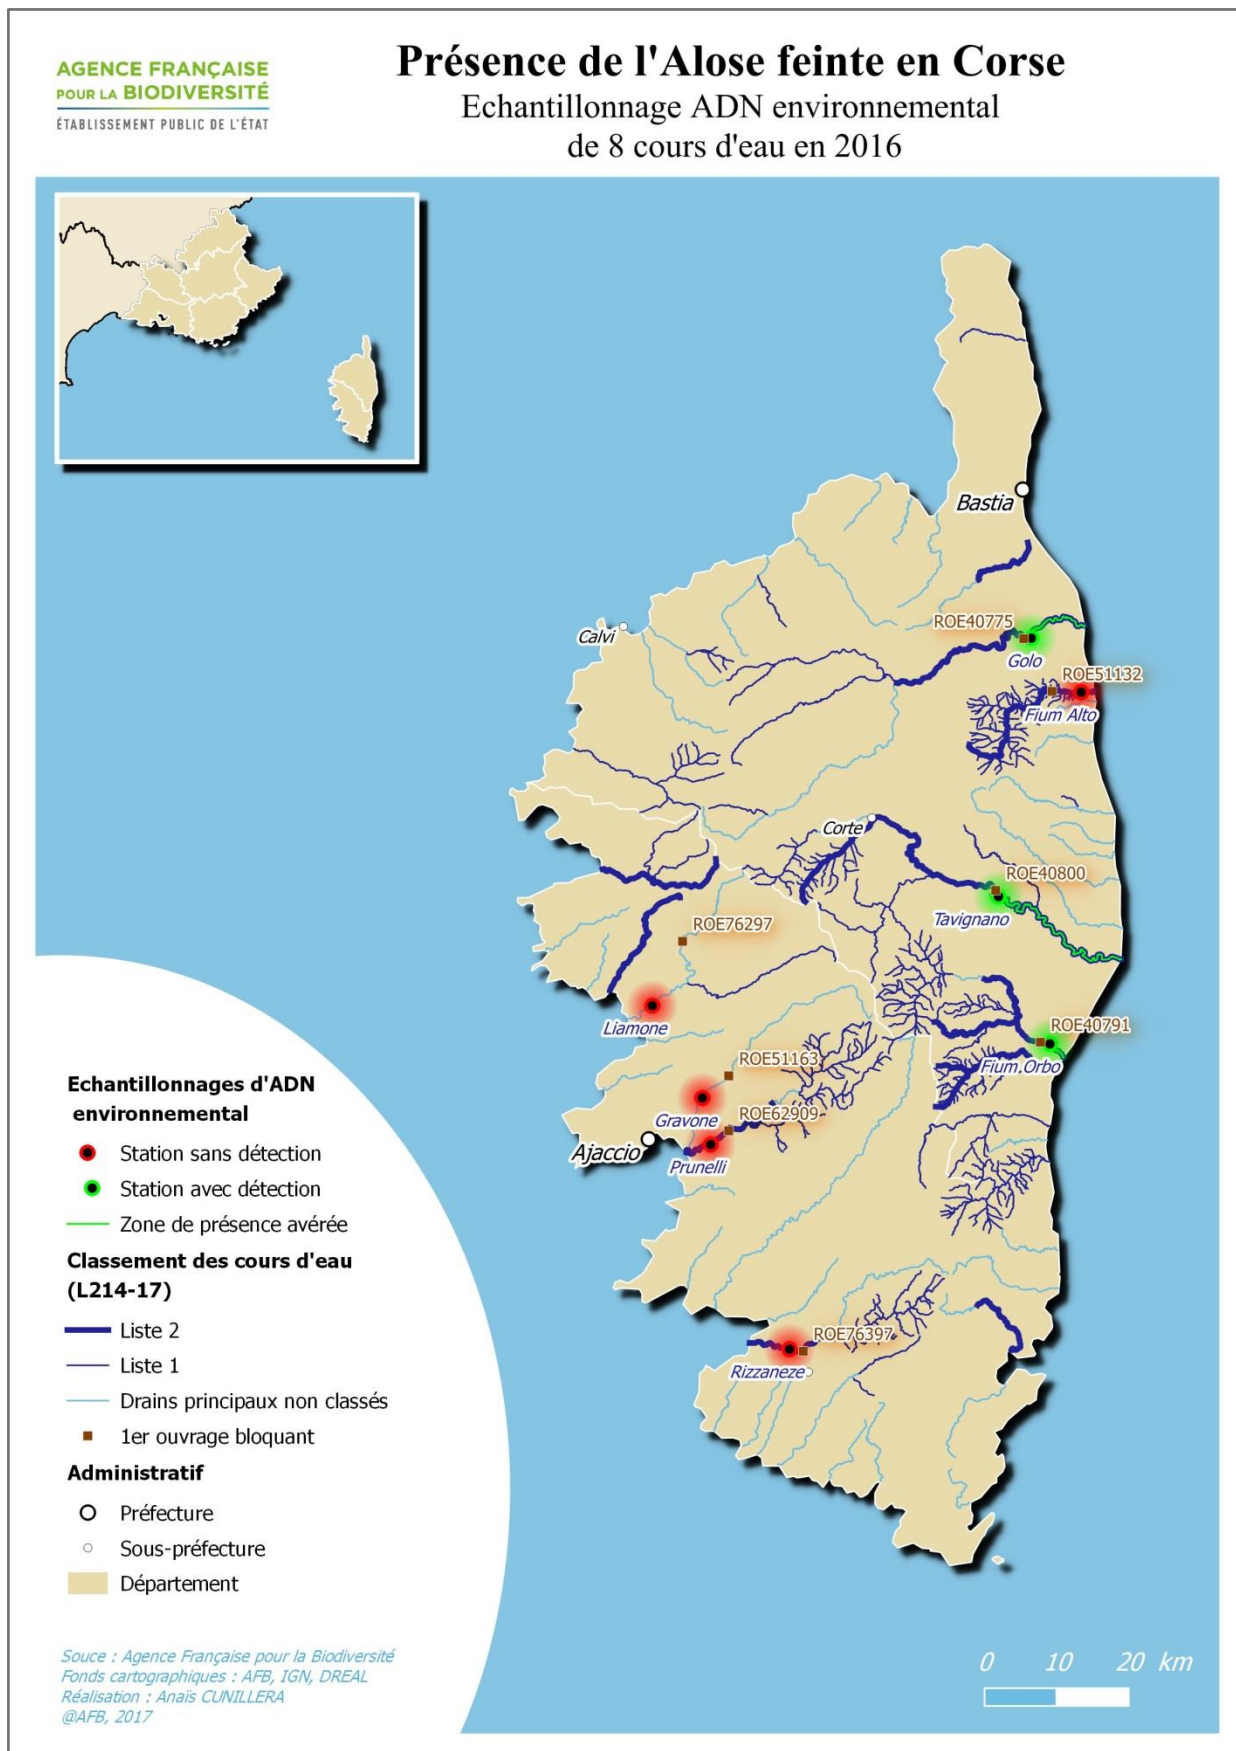 AGENCE FRANÇAISE
POUR LA BIODIVERSITÉ
ÉTABLISSEMENT PUBLIC DE L'ÉTAT
Présence de l'Alose feinte en Corse
Echantillonnage ADN environnemental
de 8 cours d'eau en 2016
Bastia
Calvi
ROE40775
Golo
ROE51132
Fium Alto
Corte
ROE40800
Tavignano
ROE76297
Liamone
ROE40791
Fium.Orbo
ROE51163
Gravone
ROE62909
Ajaccio
Prunelli
ROE76397
Rizzaneze
Echantillonnages d'ADN
environnemental
Station sans détection
Station avec détection
Zone de présence avérée
Classement des cours d'eau
(L214-17)
Liste 2
Liste 1
Drains principaux non classés
1er ouvrage bloquant
Administratif
Préfecture
Sous-préfecture
Département
Souce : Agence Française pour la Biodiversité
Fonds cartographiques : AFB, IGN, DREAL
Réalisation : Anaïs CUNILLERA
@AFB, 2017
0 10 20 km